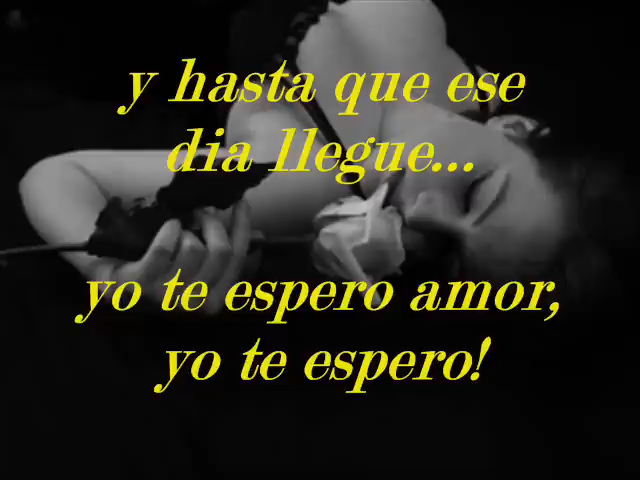 y hasta que ese
dia llegue...
yo te espero amor,
yo te espero!